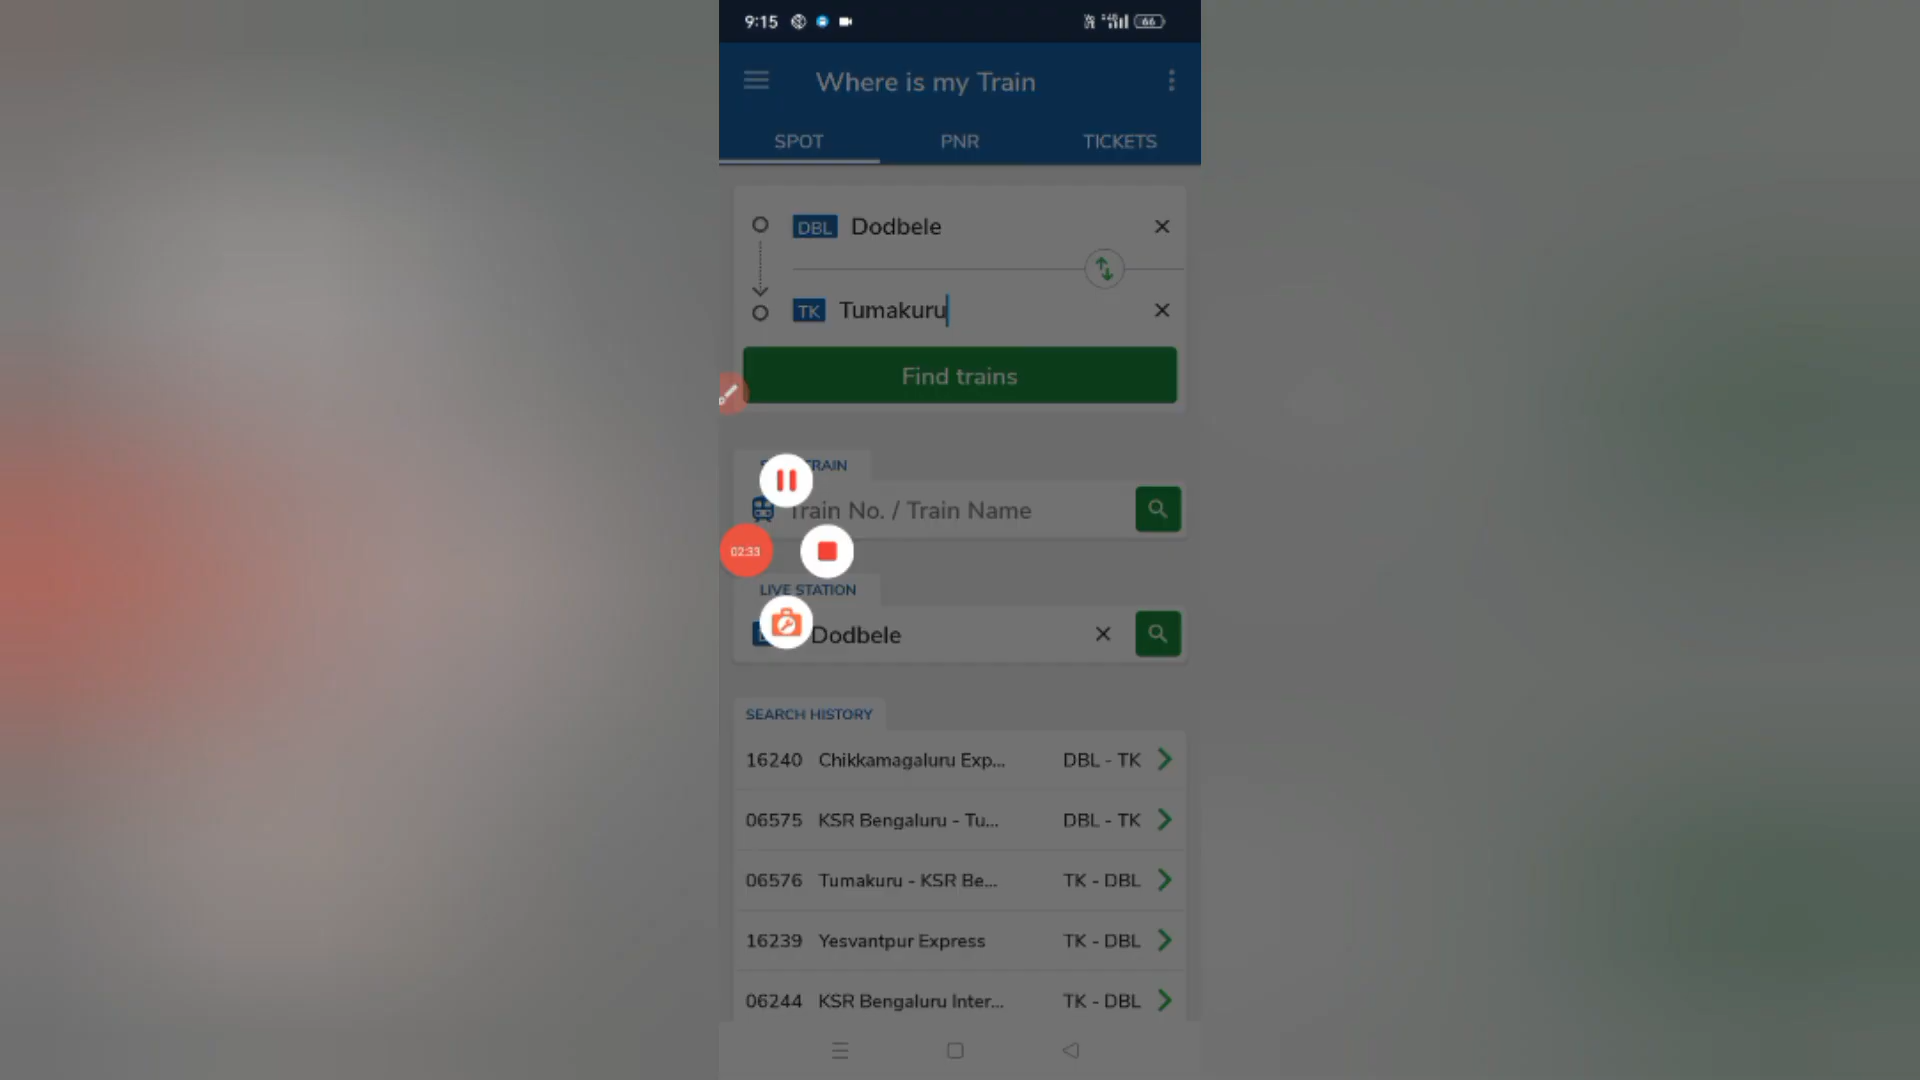 9:15
66
Where is my Train
SPOT PNR TICKETS
DBL Dodbele
TK Tumakuru
Find trains
Train No. / Train Name
02:33
LIVE STATION
Dodbele
SEARCH HISTORY
16240 Chikkamagaluru Exp... DBL - TK
06575 KSR Bengaluru - Tu... DBL - TK
06576 Tumakuru - KSR Be... TK - DBL
16239 Yesvantpur Express TK - DBL
06244 KSR Bengaluru Inter... TK - DBL